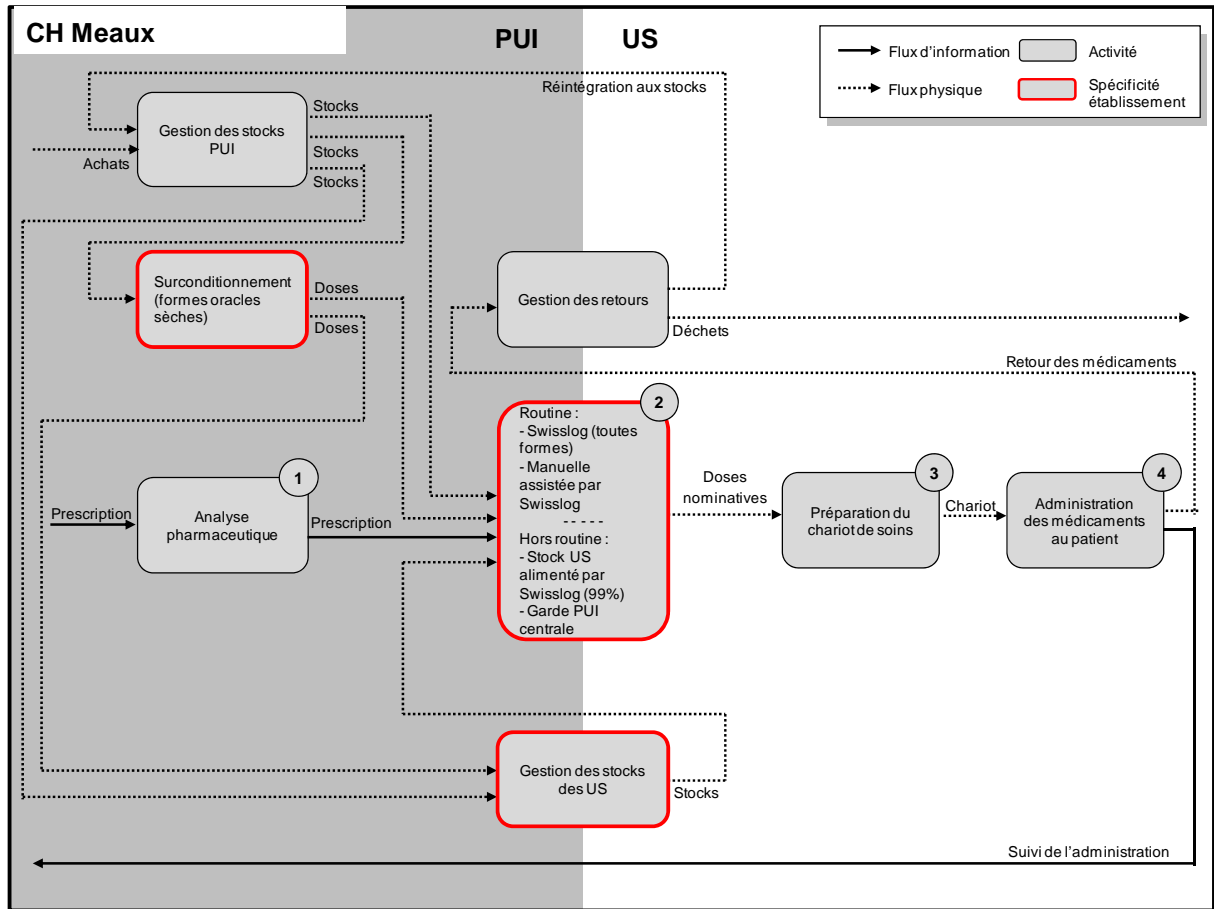 CH Meaux
PUI
US
Flux d'information
Activité
Flux physique
Spécificité
établissement
Réintégration aux stocks
Gestion des stocks
PUI
Achats
Stocks
Stocks
Stocks
Surconditionnement
(formes oracles
sèches)
Doses
Doses
Gestion des retours
Déchets
Retour des médicaments
Prescription
1
Analyse
pharmaceutique
Prescription
2
Routine :
- Swisslog (toutes
formes)
- Manuelle
assistée par
Swisslog
- - - - -
Hors routine :
- Stock US
alimenté par
Swisslog (99%)
- Garde PUI
centrale
Doses
nominatives
3
Préparation du
chariot de soins
Chariot
4
Administration
des médicaments
au patient
Gestion des stocks
des US
Stocks
Suivi de l'administration